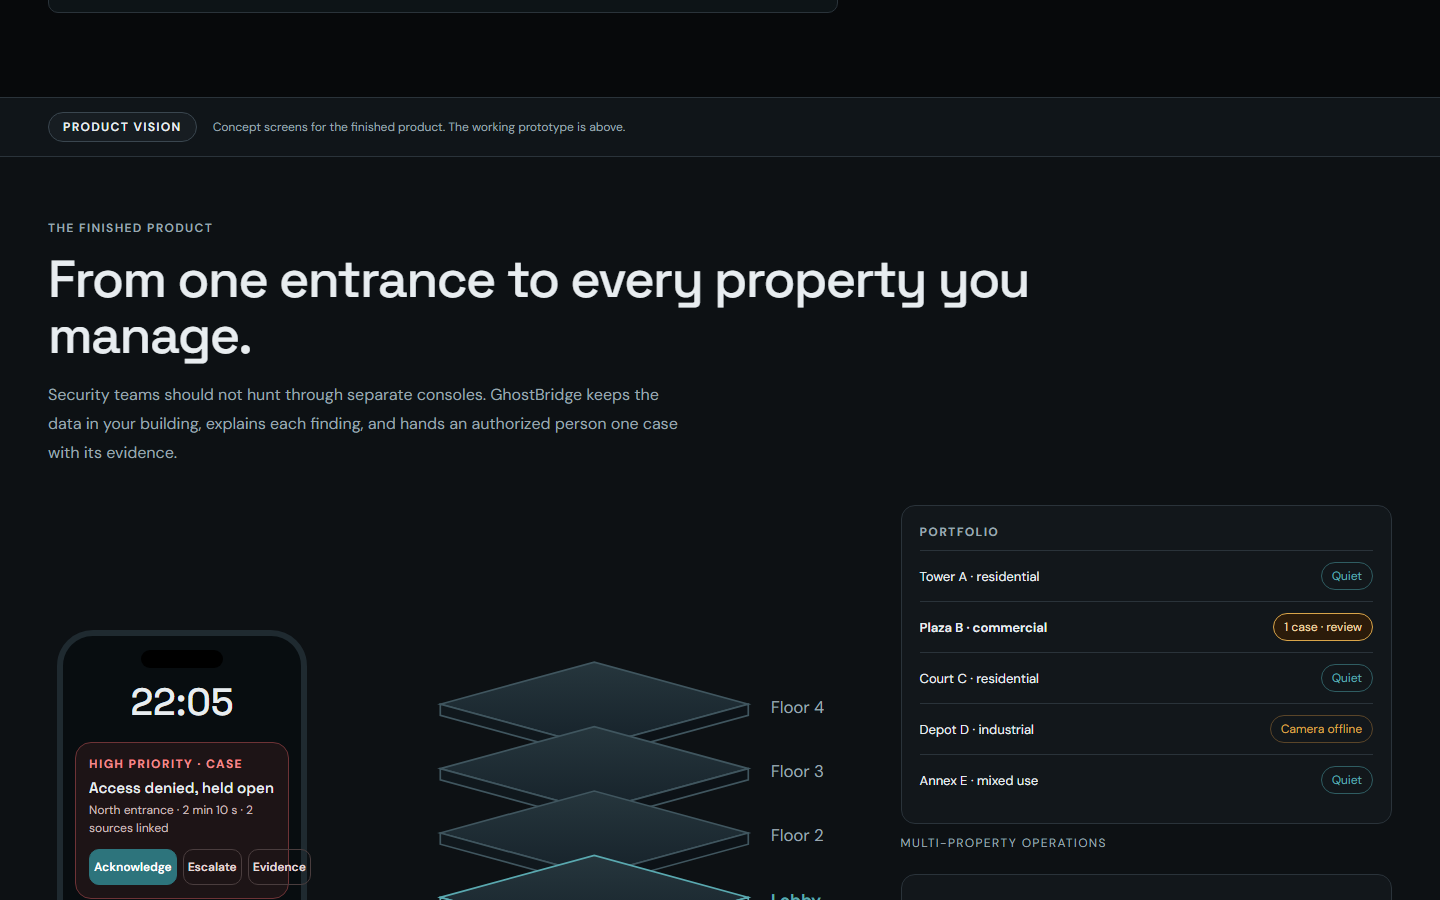 PRODUCT VISION
Concept screens for the finished product. The working prototype is above.
THE FINISHED PRODUCT
From one entrance to every property you
manage.
Security teams should not hunt through separate consoles. GhostBridge keeps the
data in your building, explains each finding, and hands an authorized person one case
with its evidence.
22:05
HIGH PRIORITY · CASE
Access denied, held open
North entrance · 2 min 10 s · 2
sources linked
Acknowledge
Escalate
Evidence
Floor 4
Floor 3
Floor 2
Lobby
PORTFOLIO
Tower A · residential
Quiet
Plaza B · commercial
1 case · review
Court C · residential
Quiet
Depot D · industrial
Camera offline
Annex E · mixed use
Quiet
MULTI-PROPERTY OPERATIONS